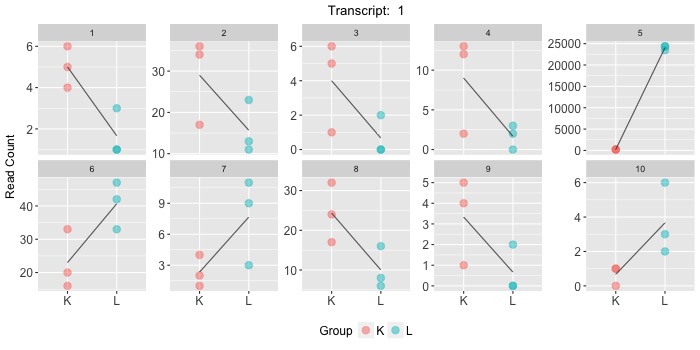 Transcript: 1
1 2 3 4 5
6 4 2
30 20 10
6 4 2 0
10 5 0
25000 20000 15000 10000 5000 0
Read Count
6 7 8 9 10
40 30 20
9 6 3
30 20 10
5 4 3 2 1 0
6 4 2 0
K L K L K L K L K L
Group K L